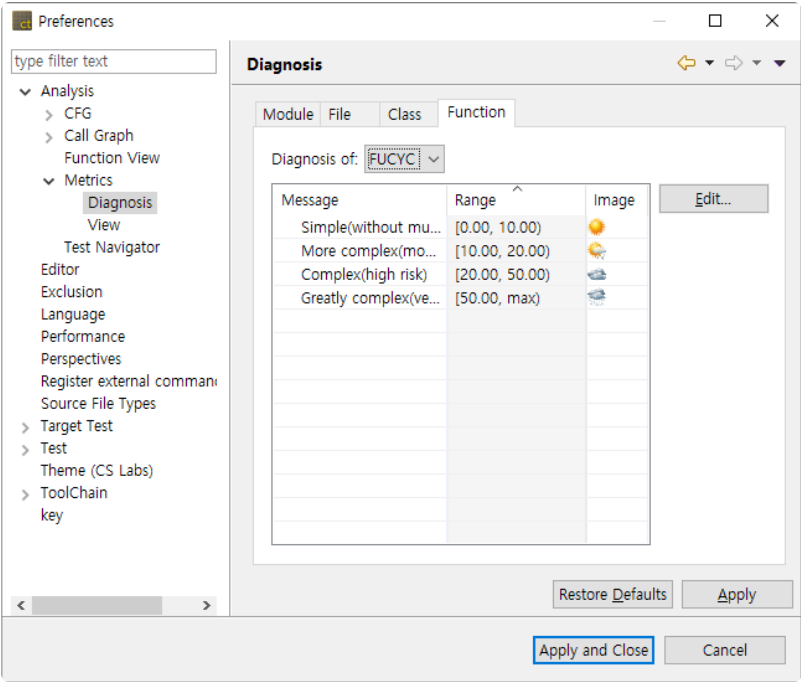 ct Preferences
type filter text
Analysis
CFG
Call Graph
Function View
Metrics
Diagnosis
View
Test Navigator
Editor
Exclusion
Language
Performance
Perspectives
Register external comman
Source File Types
Target Test
Test
Theme (CS Labs)
ToolChain
key
Diagnosis
Module File Class Function
Diagnosis of: FUCYC
Message Range Image
Simple(without mu... [0.00, 10.00)
More complex(mo... [10.00, 20.00)
Complex(high risk) [20.00, 50.00)
Greatly complex(ve... [50.00, max)
Edit...
Restore Defaults Apply
Apply and Close Cancel